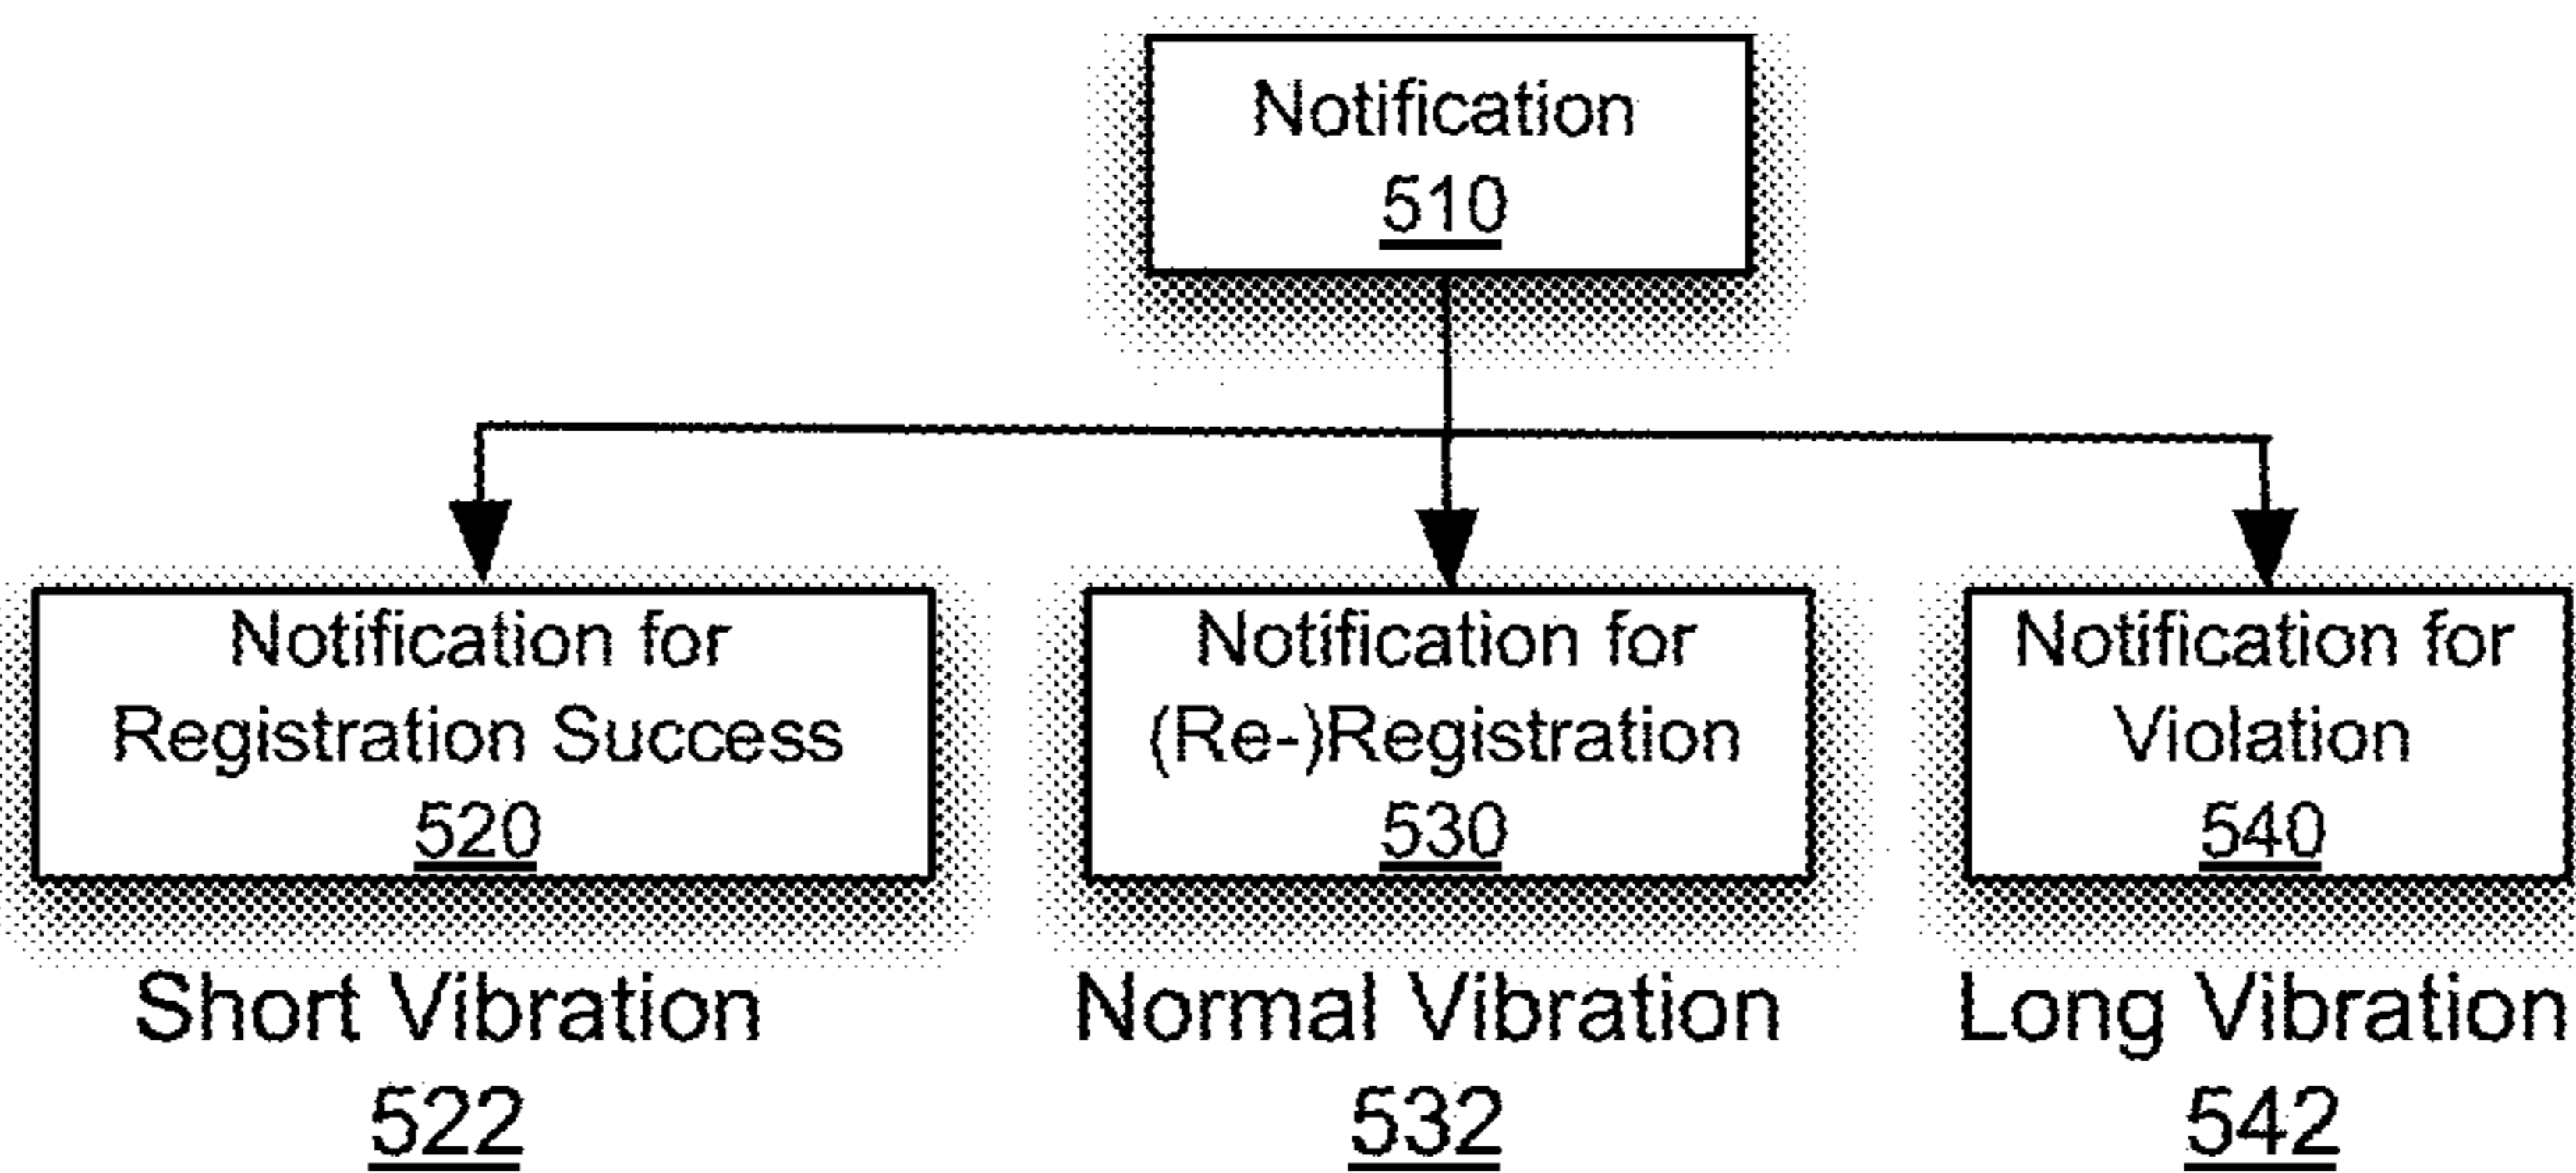 Notification
510
Notification for
Registration Success
520
Notification for
(Re-)Registration
530
Notification for
Violation
540
Short Vibration
522
Normal Vibration
532
Long Vibration
542